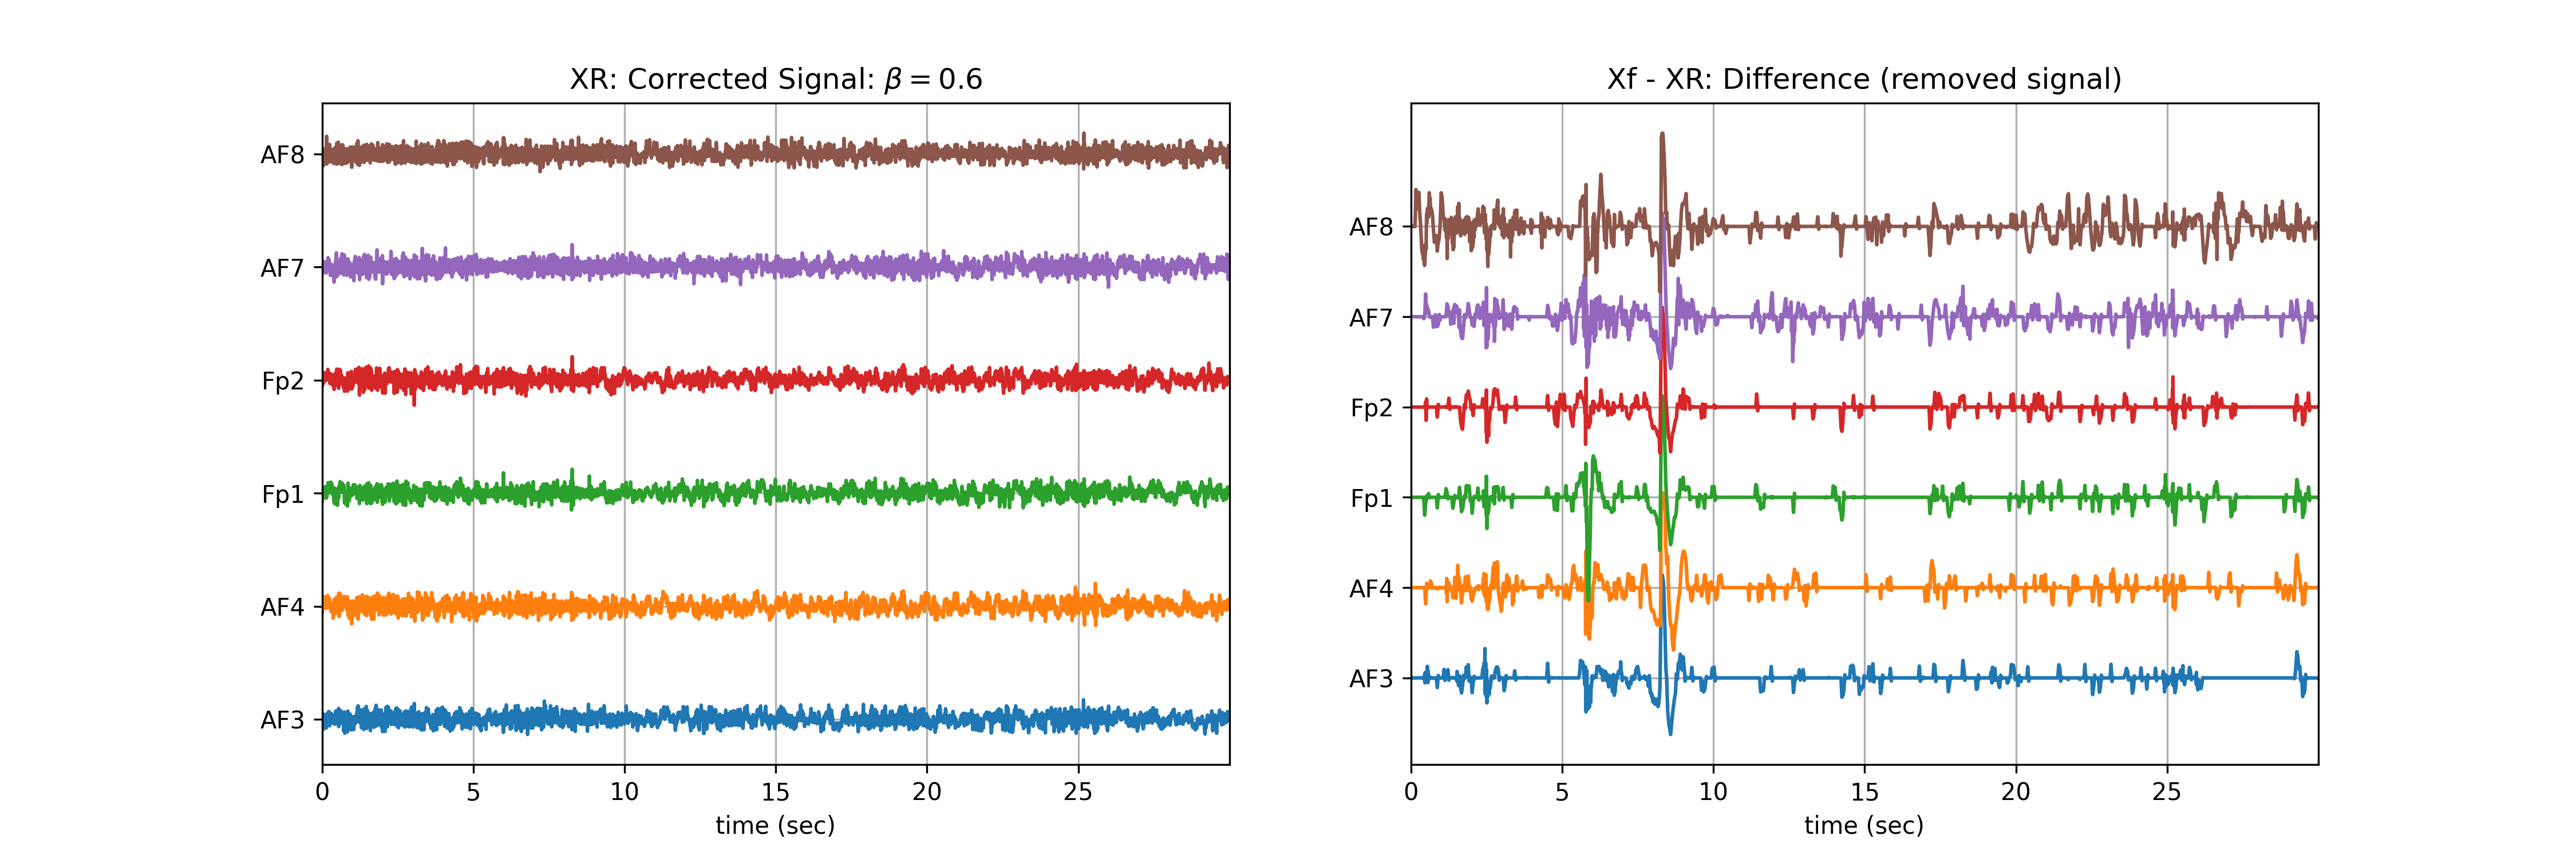 XR: Corrected Signal: β = 0.6
AF8
AF7
Fp2
Fp1
AF4
AF3
0 5 10 15 20 25
time (sec)
Xf - XR: Difference (removed signal)
AF8
AF7
Fp2
Fp1
AF4
AF3
0 5 10 15 20 25
time (sec)